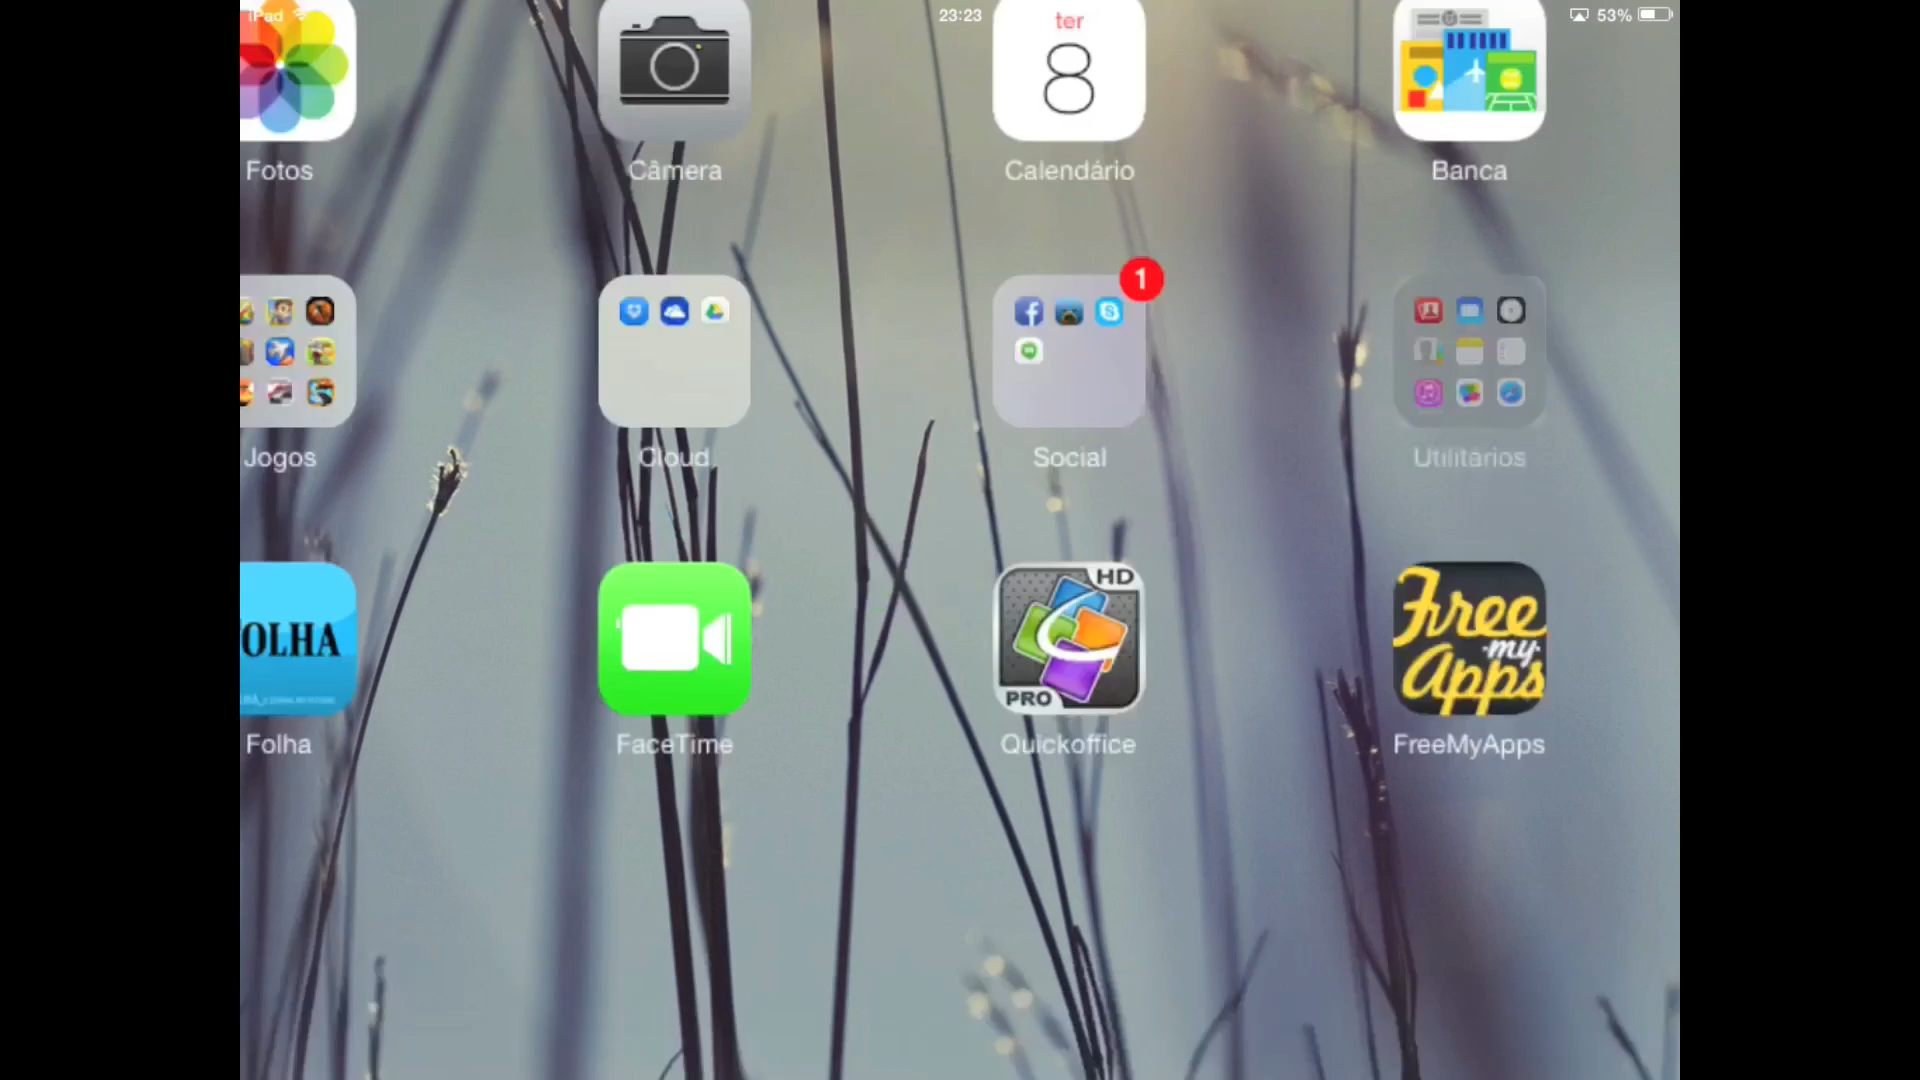 iPad 23:23 53%
ter
8
Fotos Câmera Calendário Banca
1
Jogos Cloud Social Utilitários
OLHA HD PRO Free my Apps
Folha FaceTime Quickoffice FreeMyApps